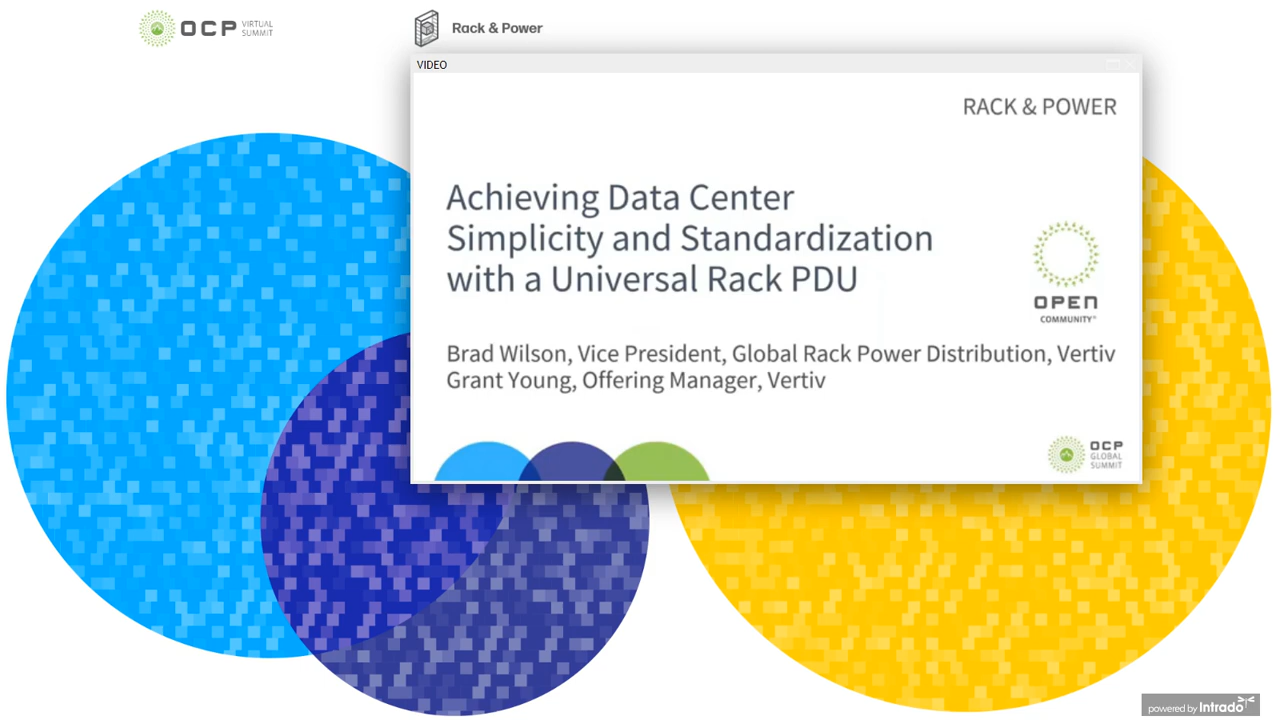 OCP VIRTUAL SUMMIT
Rack & Power
VIDEO
RACK & POWER
Achieving Data Center
Simplicity and Standardization
with a Universal Rack PDU
OPEN
COMMUNITY™
Brad Wilson, Vice President, Global Rack Power Distribution, Vertiv
Grant Young, Offering Manager, Vertiv
OCP
GLOBAL
SUMMIT
powered by Intrado